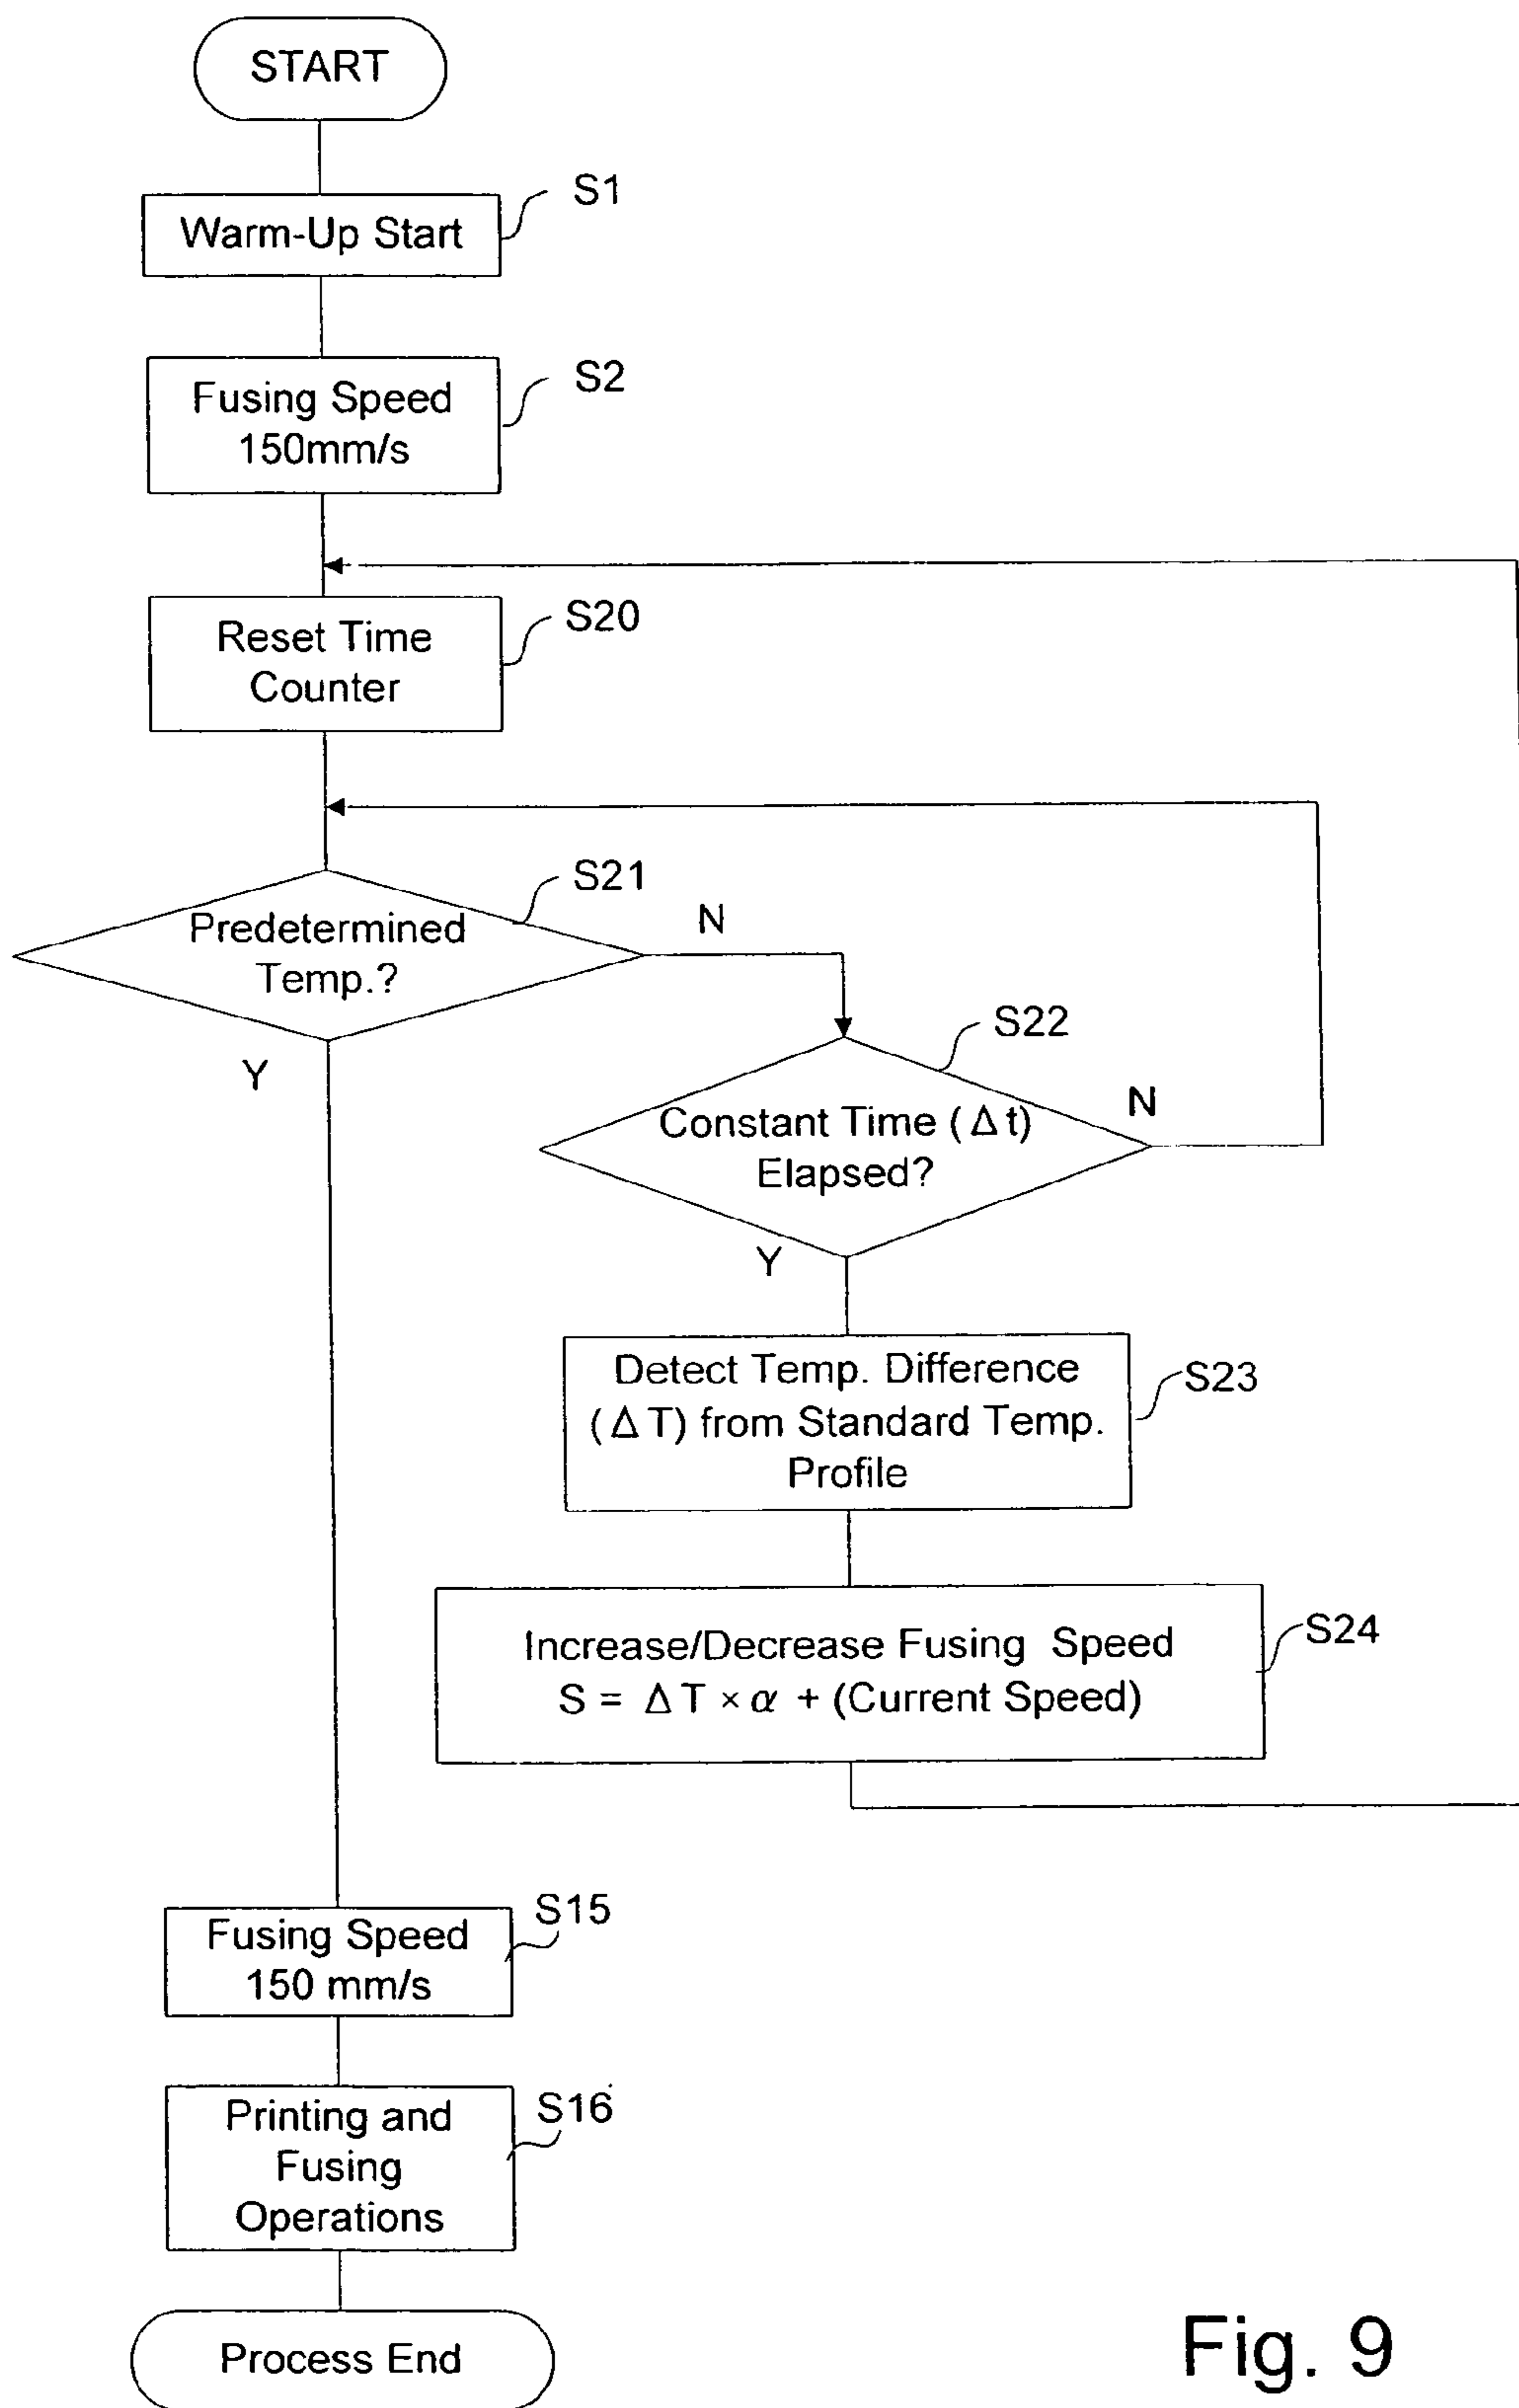 START
S1
Warm-Up Start
S2
Fusing Speed
150mm/s
S20
Reset Time
Counter
S21
Predetermined
Temp.?
N
Y
S22
Constant Time (Δt)
Elapsed?
N
Y
S23
Detect Temp. Difference
(ΔT) from Standard Temp.
Profile
S24
Increase/Decrease Fusing Speed
S = ΔT × α + (Current Speed)
S15
Fusing Speed
150 mm/s
S16
Printing and
Fusing
Operations
Process End
Fig. 9